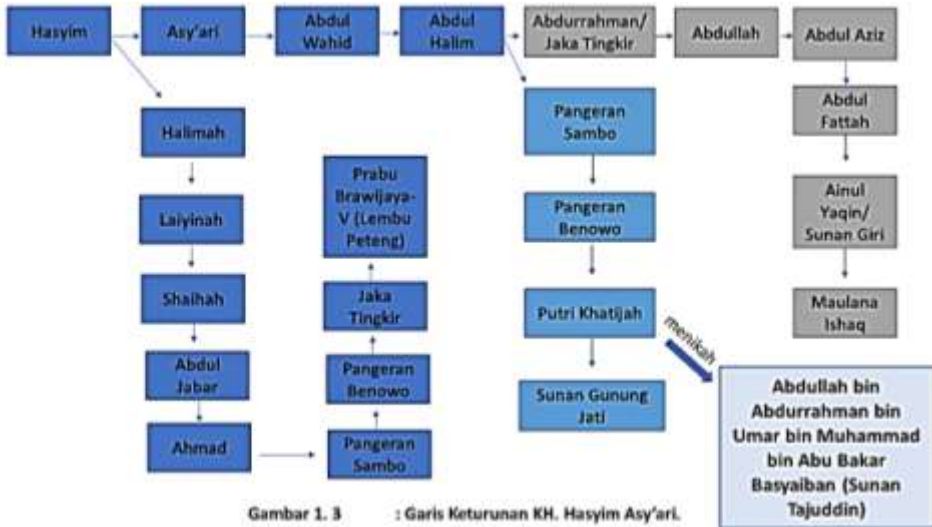 Hasyim
Asy'ari
Abdul
Wahid
Abdul
Halim
Abdurrahman/
Jaka Tingkir
Abdullah
Abdul Aziz
Halimah
Laiyinah
Shaihah
Abdul
Jabar
Ahmad
Prabu
Brawijaya-
V (Lembu
Peteng)
Jaka
Tingkir
Pangeran
Benowo
Pangeran
Sambo
Pangeran
Sambo
Pangeran
Benowo
Putri Khatijah
menikah
Sunan Gunung
Jati
Abdul
Fattah
Ainul
Yaqin/
Sunan Giri
Maulana
Ishaq
Abdullah bin
Abdurrahman bin
Umar bin Muhammad
bin Abu Bakar
Basyaiban (Sunan
Tajuddin)
Gambar 1. 3 : Garis Keturunan KH. Hasyim Asy'ari.